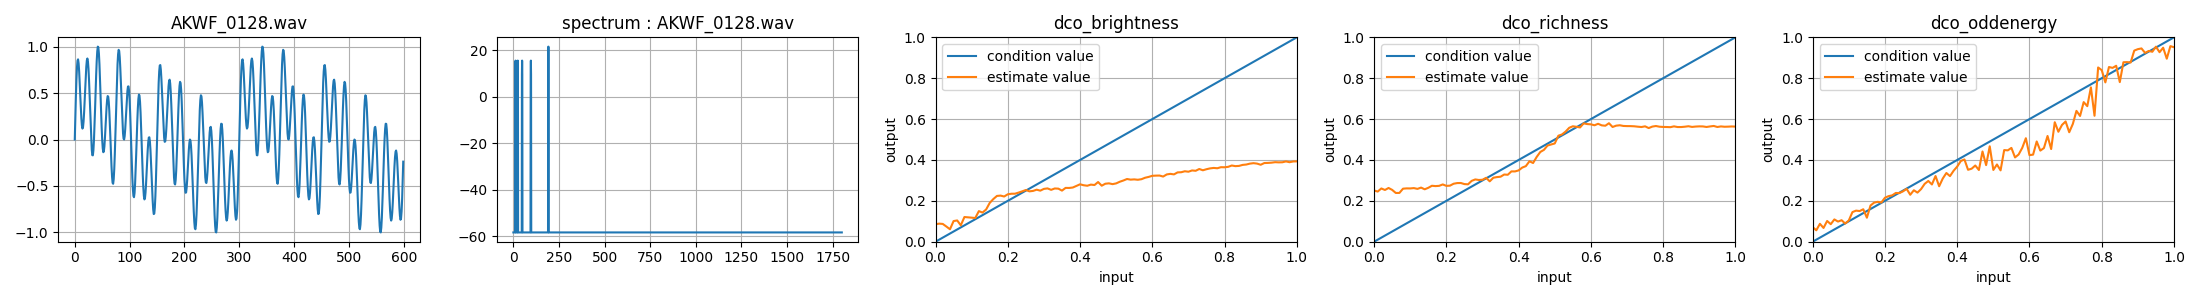 AKWF_0128.wav
1.0
0.5
0.0
−0.5
−1.0
0 100 200 300 400 500 600
spectrum : AKWF_0128.wav
20
0
−20
−40
−60
0 250 500 750 1000 1250 1500 1750
dco_brightness
condition value
estimate value
output
1.0
0.8
0.6
0.4
0.2
0.0
0.0 0.2 0.4 0.6 0.8 1.0
input
dco_richness
condition value
estimate value
output
1.0
0.8
0.6
0.4
0.2
0.0
0.0 0.2 0.4 0.6 0.8 1.0
input
dco_oddenergy
condition value
estimate value
output
1.0
0.8
0.6
0.4
0.2
0.0
0.0 0.2 0.4 0.6 0.8 1.0
input